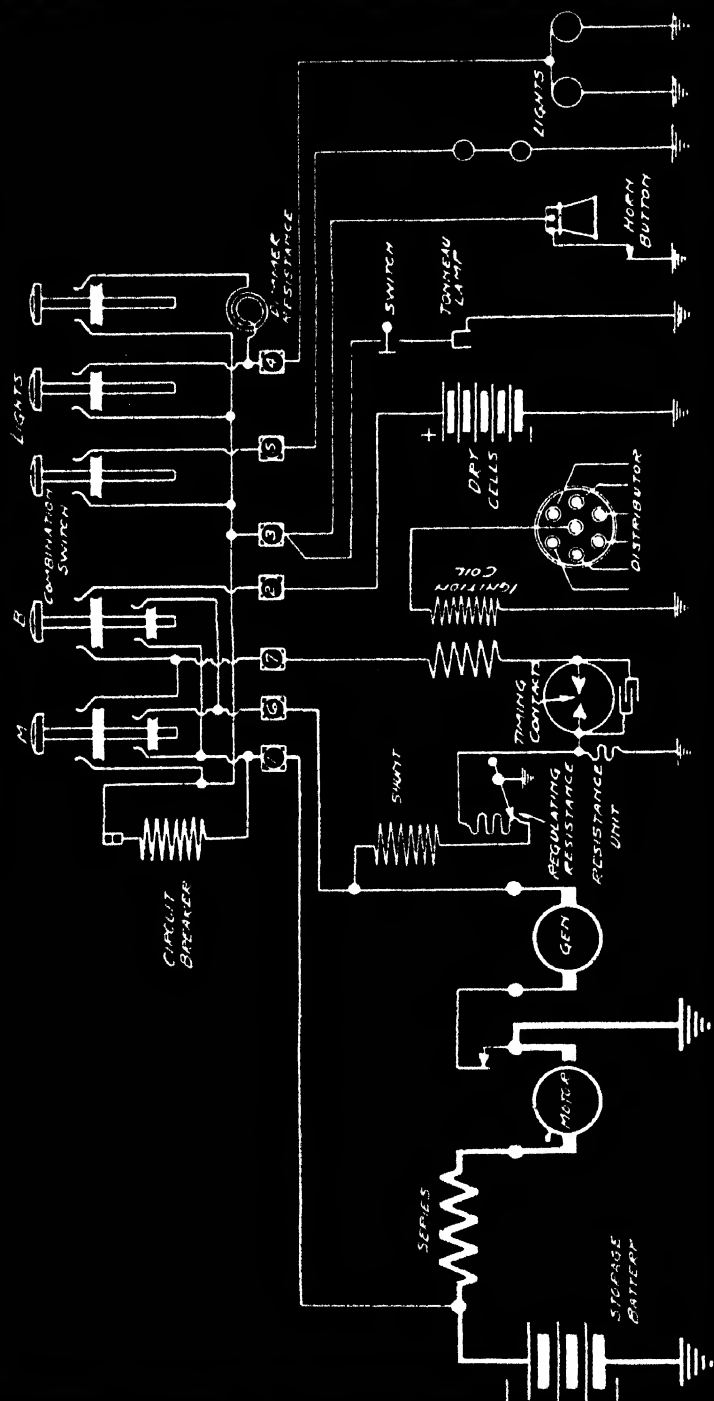 LIGHTS
COMBINATION
SWITCH
B
M
DIMMER
RESISTANCE
4
5
3
2
7
6
1
CIRCUIT
BREAKER
LIGHTS
HORN
BUTTON
SWITCH
TONNEAU
LAMP
+
-
DRY
CELLS
DISTRIBUTOR
IGNITION
COIL
TIMING
CONTACTS
SHUNT
REGULATING
RESISTANCE
RESISTANCE
UNIT
GEN
MOTOR
SERIES
STORAGE
BATTERY